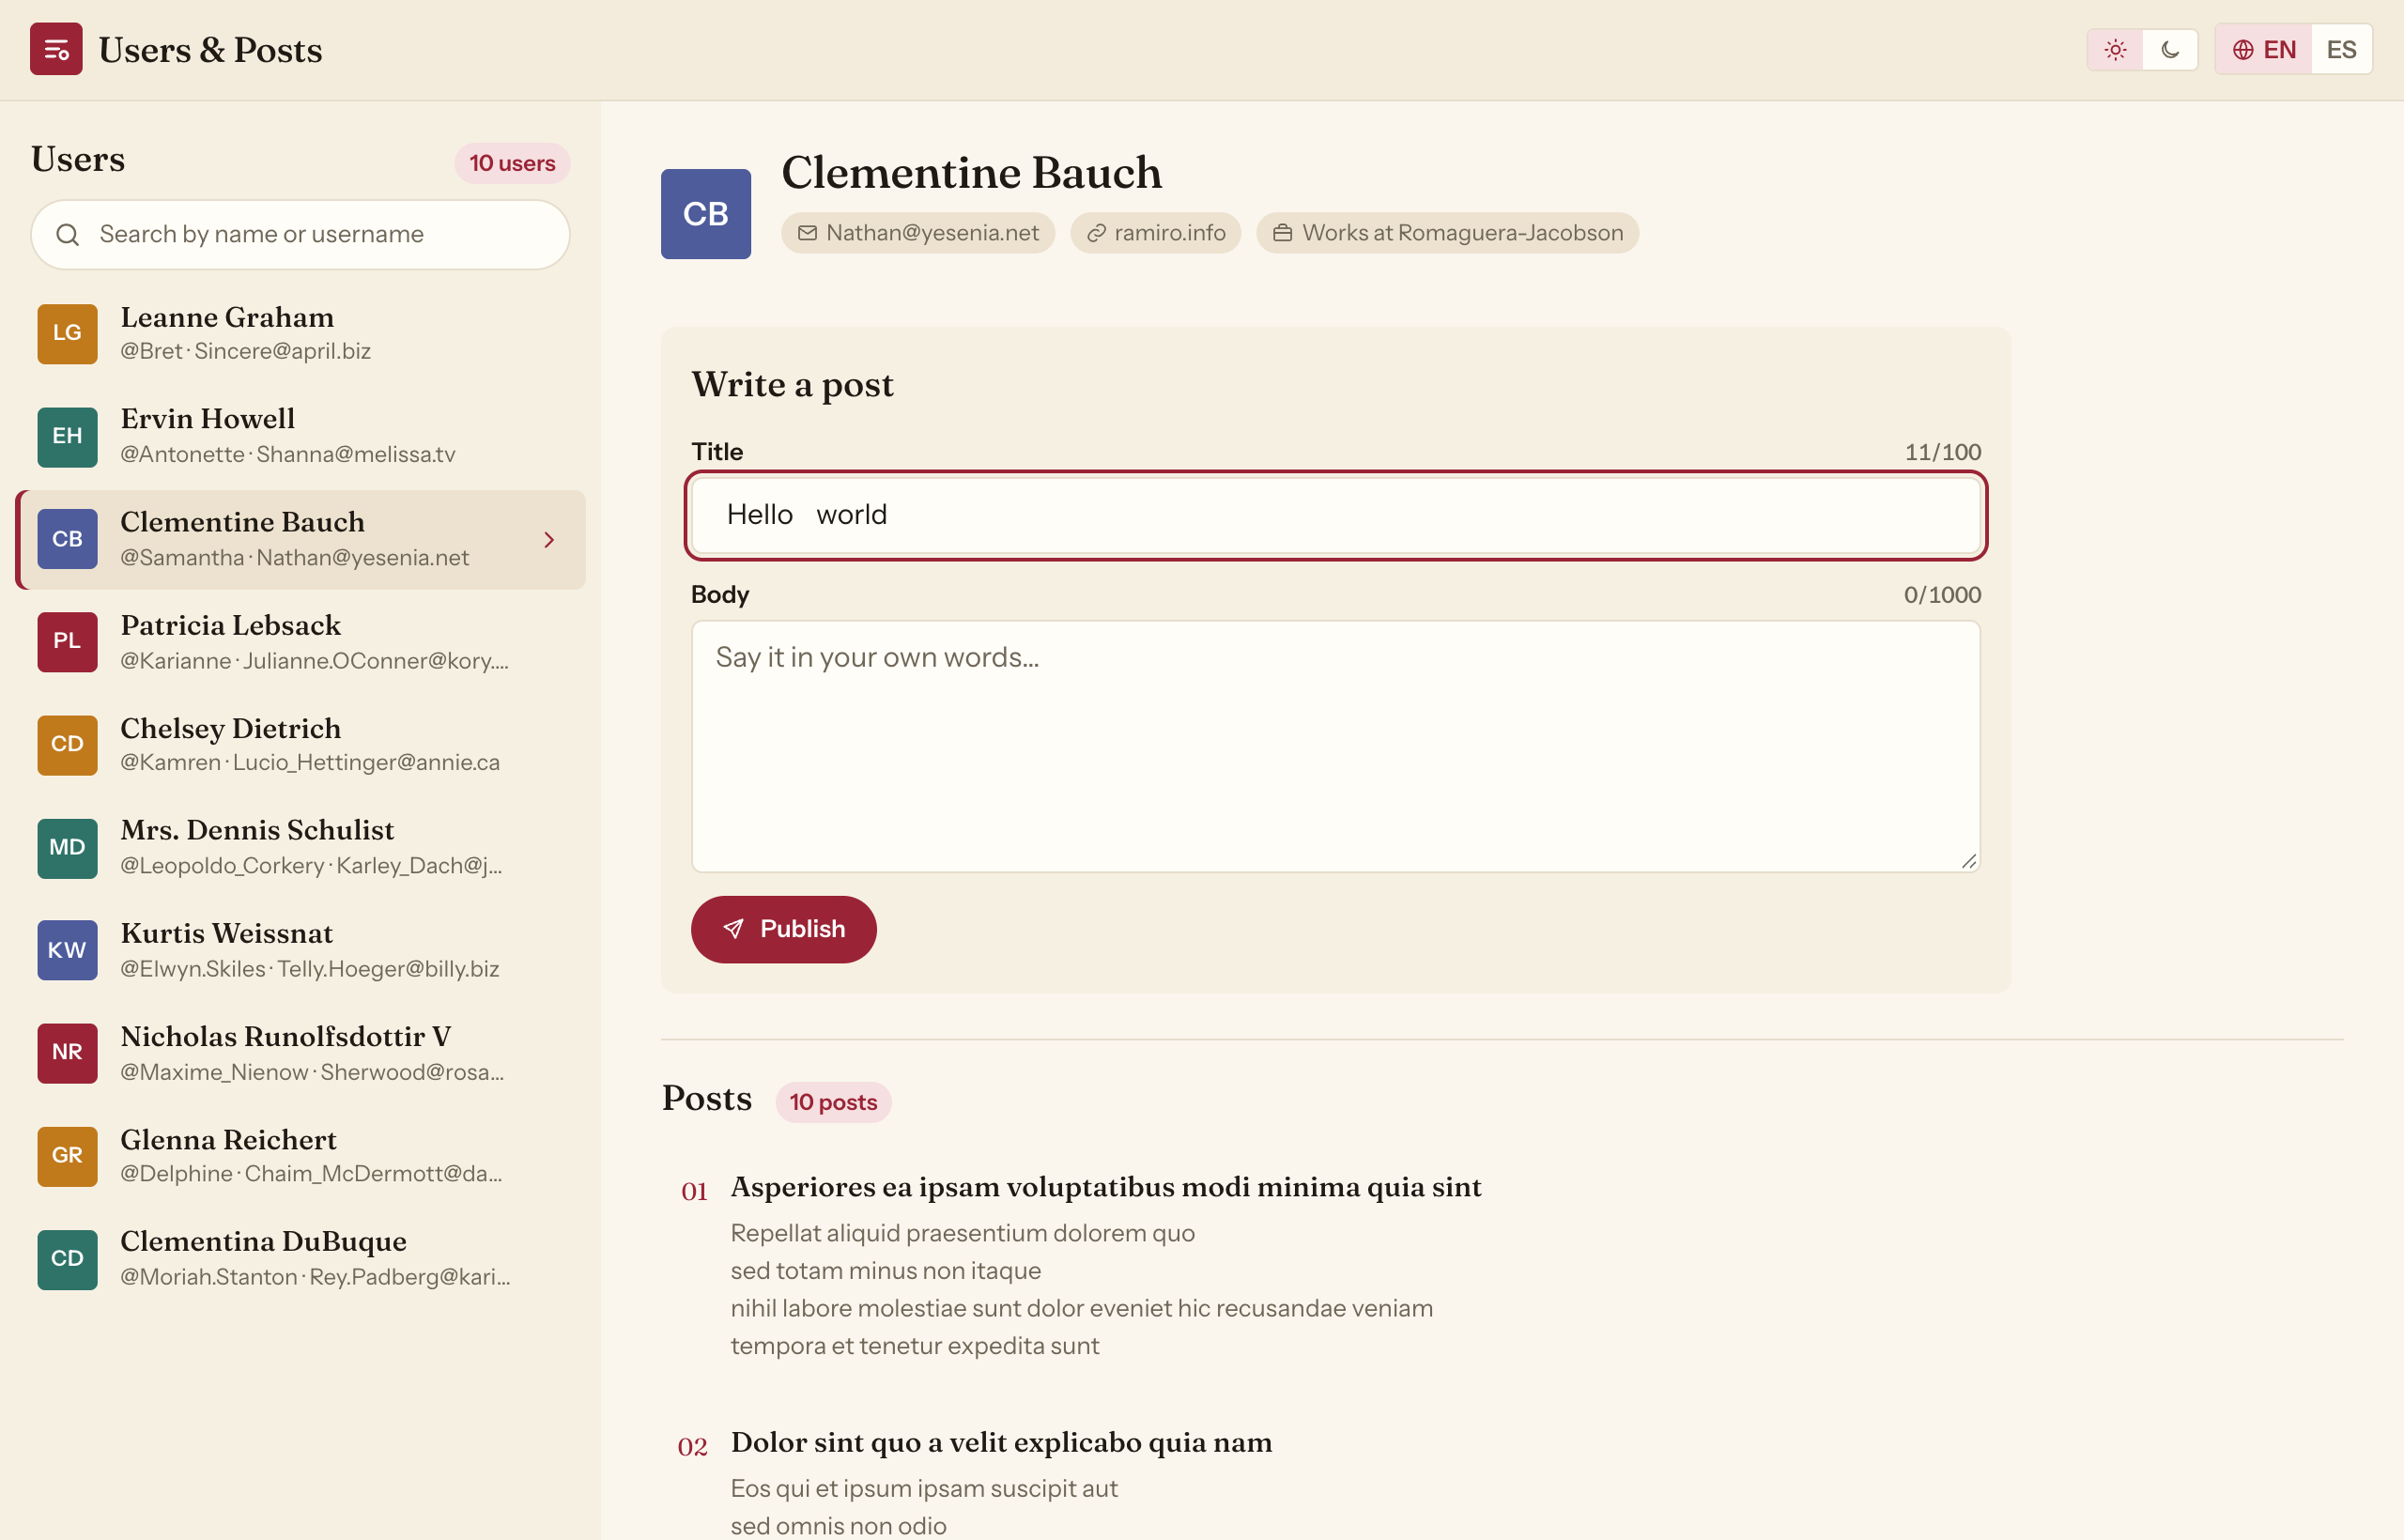 Users & Posts
EN
ES
Users
10 users
Search by name or username
LG
Leanne Graham
@Bret · Sincere@april.biz
EH
Ervin Howell
@Antonette · Shanna@melissa.tv
CB
Clementine Bauch
@Samantha · Nathan@yesenia.net
PL
Patricia Lebsack
@Karianne · Julianne.OConner@kory....
CD
Chelsey Dietrich
@Kamren · Lucio_Hettinger@annie.ca
MD
Mrs. Dennis Schulist
@Leopoldo_Corkery · Karley_Dach@j...
KW
Kurtis Weissnat
@Elwyn.Skiles · Telly.Hoeger@billy.biz
NR
Nicholas Runolfsdottir V
@Maxime_Nienow · Sherwood@rosa...
GR
Glenna Reichert
@Delphine · Chaim_McDermott@da...
CD
Clementina DuBuque
@Moriah.Stanton · Rey.Padberg@kari...
CB
Clementine Bauch
Nathan@yesenia.net
ramiro.info
Works at Romaguera-Jacobson
Write a post
Title
11/100
Hello   world
Body
0/1000
Say it in your own words...
Publish
Posts
10 posts
01
Asperiores ea ipsam voluptatibus modi minima quia sint
Repellat aliquid praesentium dolorem quo
sed totam minus non itaque
nihil labore molestiae sunt dolor eveniet hic recusandae veniam
tempora et tenetur expedita sunt
02
Dolor sint quo a velit explicabo quia nam
Eos qui et ipsum ipsam suscipit aut
sed omnis non odio